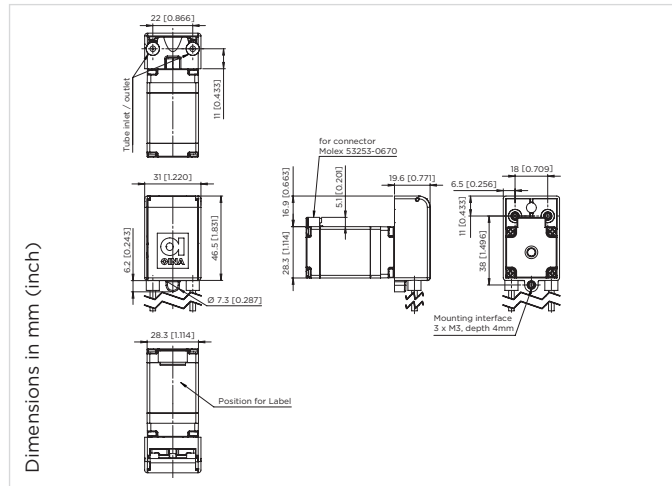 22 [0.866]
Tube inlet / outlet
11 [0.433]
for connector
Molex 53253-0670
31 [1.220]
16.9 [0.663]
5.1 [0.201]
19.6 [0.771]
18 [0.709]
6.5 [0.256]
11 [0.433]
46.5 [1.831]
28.3 [1.114]
38 [1.496]
OINA
6.2 [0.243]
Ø 7.3 [0.287]
Mounting interface
3 x M3, depth 4mm
28.3 [1.114]
Position for Label
Dimensions in mm (inch)